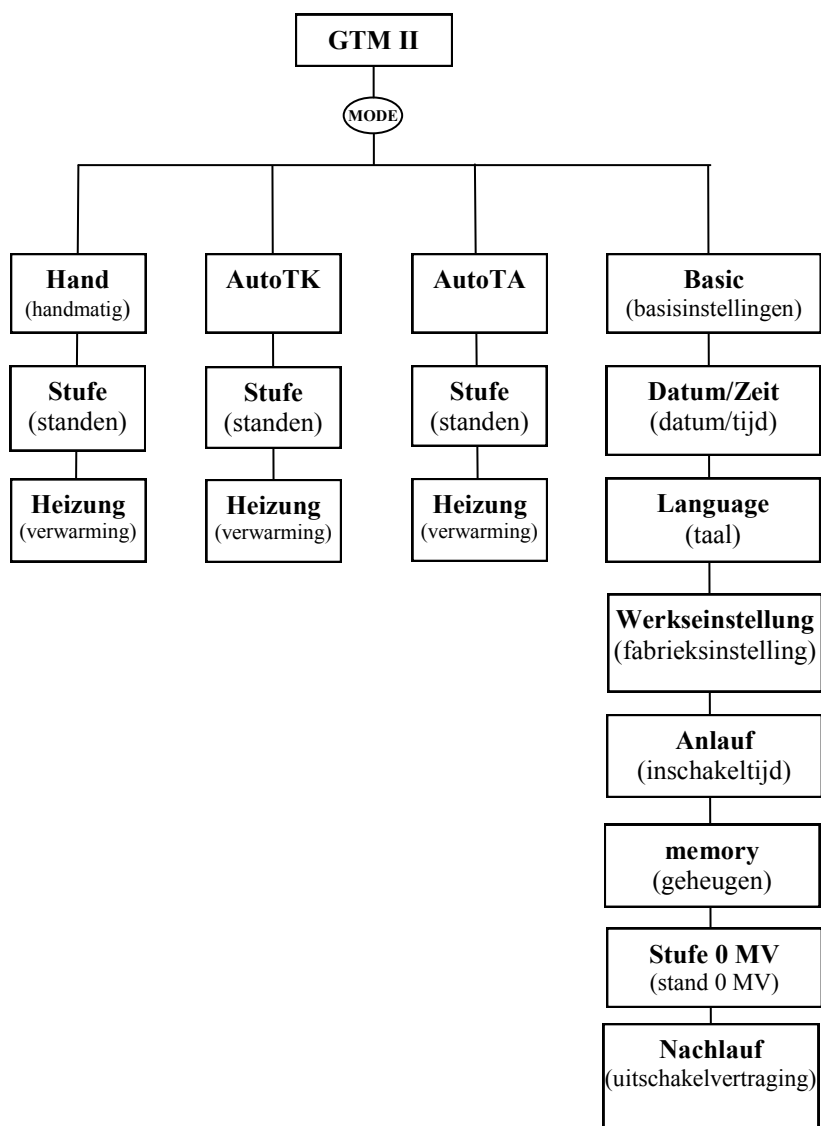 GTM II
MODE
Hand
(handmatig)
AutoTK
AutoTA
Basic
(basisinstellingen)
Stufe
(standen)
Stufe
(standen)
Stufe
(standen)
Datum/Zeit
(datum/tijd)
Heizung
(verwarming)
Heizung
(verwarming)
Heizung
(verwarming)
Language
(taal)
Werkseinstellung
(fabrieksinstelling)
Anlauf
(inschakeltijd)
memory
(geheugen)
Stufe 0 MV
(stand 0 MV)
Nachlauf
(uitschakelvertraging)